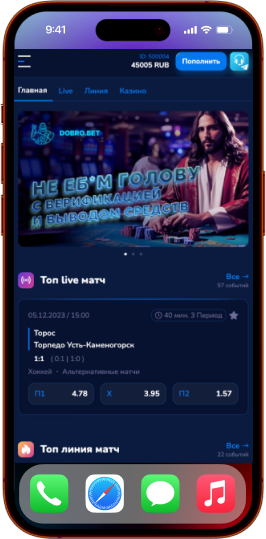 9:41
ID: 500004
45005 RUB
Пополнить
Главная Live Линия Казино
DOBRO.BET
НЕ ЕБ*М ГОЛОВУ
С ВЕРИФИКАЦИЕЙ
И ВЫВОДОМ СРЕДСТВ
Топ live матч
Все →
97 событий
05.12.2023 / 15:00
40 мин. 3 Период
Торос
Торпедо Усть-Каменогорск
1:1 ( 0:1 | 1:0 )
Хоккей • Альтернативные матчи
П1 4.78 X 3.95 П2 1.57
Топ линия матч
Все →
22 событий